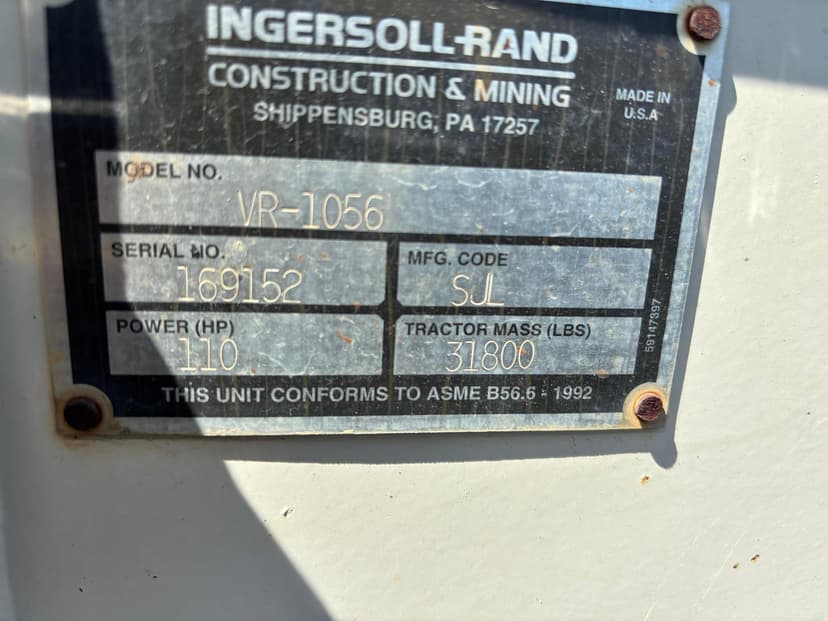 INGERSOLL-RAND
CONSTRUCTION & MINING
SHIPPENSBURG, PA 17257
MADE IN
U.S.A
MODEL NO.
VR-1056
SERIAL NO.
169152
MFG. CODE
SJL
POWER (HP)
110
TRACTOR MASS (LBS)
31800
59147397
THIS UNIT CONFORMS TO ASME B56.6 - 1992